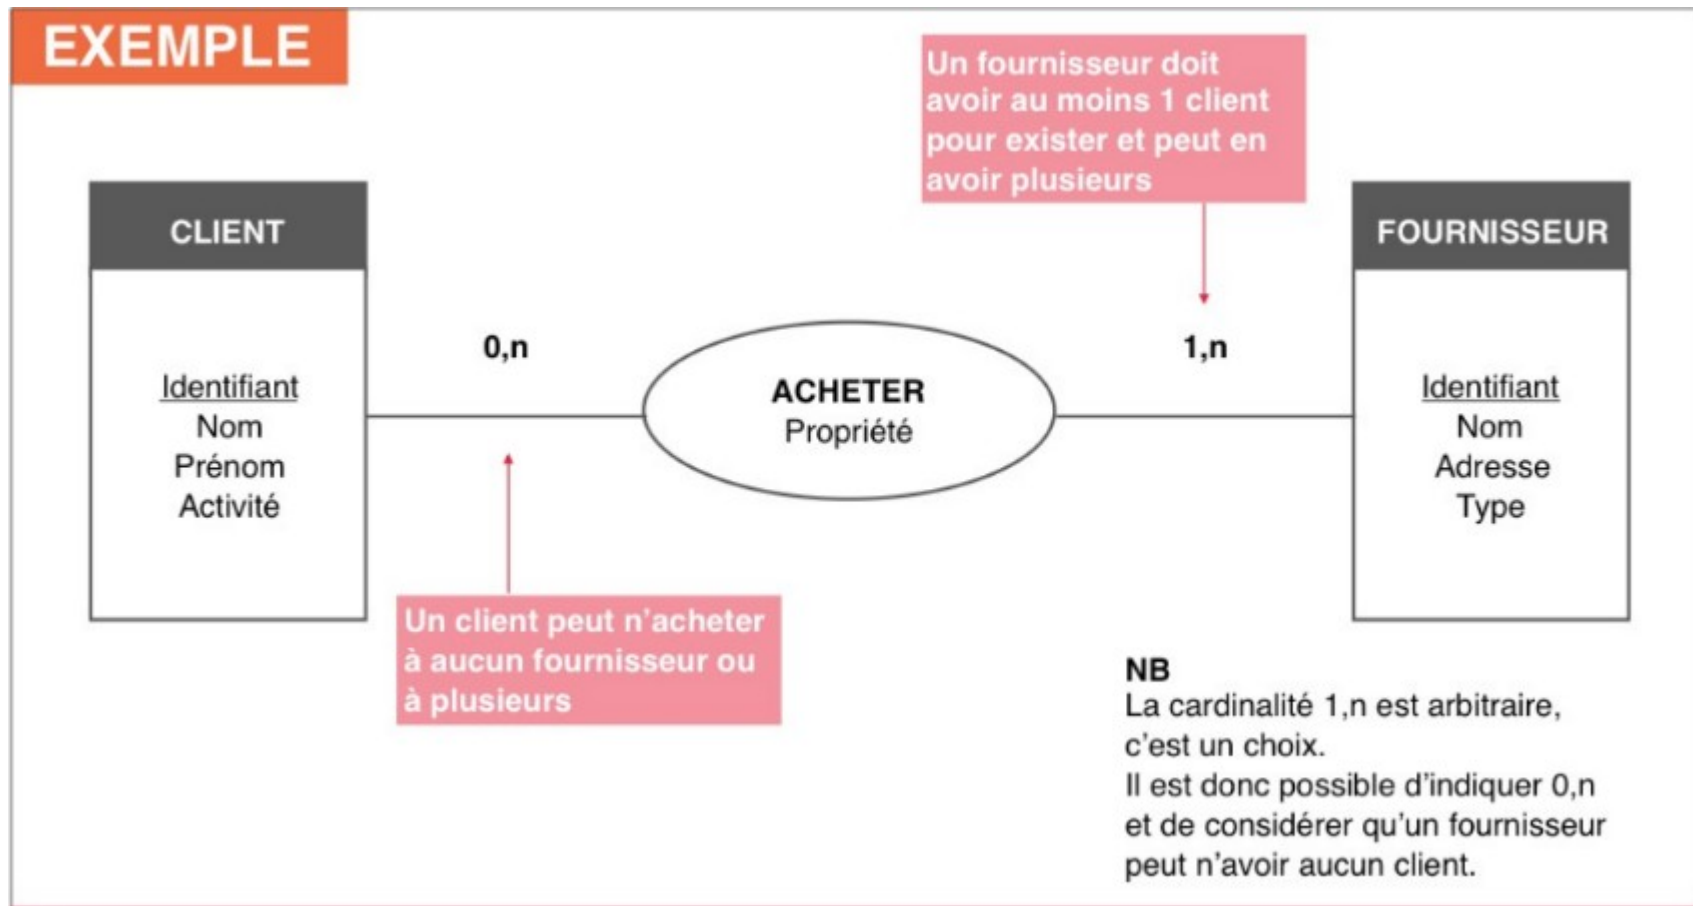 EXEMPLE
Un fournisseur doit
avoir au moins 1 client
pour exister et peut en
avoir plusieurs
CLIENT
Identifiant
Nom
Prénom
Activité
0,n
ACHETER
Propriété
1,n
FOURNISSEUR
Identifiant
Nom
Adresse
Type
Un client peut n’acheter
à aucun fournisseur ou
à plusieurs
NB
La cardinalité 1,n est arbitraire,
c’est un choix.
Il est donc possible d’indiquer 0,n
et de considérer qu’un fournisseur
peut n’avoir aucun client.